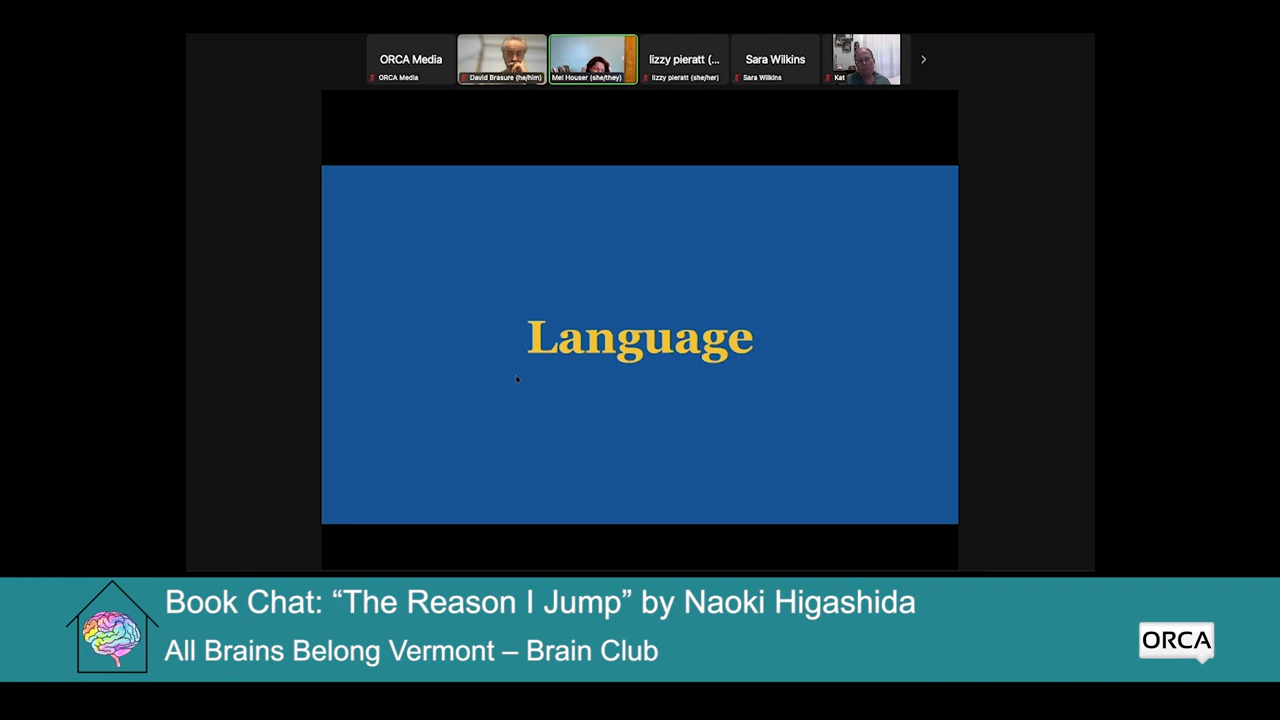 ORCA Media
ORCA Media
David Brasure (he/him)
Mel Houser (she/they)
lizzy pieratt (...
lizzy pieratt (she/her)
Sara Wilkins
Sara Wilkins
Kat
Language
Book Chat: “The Reason I Jump” by Naoki Higashida
All Brains Belong Vermont – Brain Club
ORCA